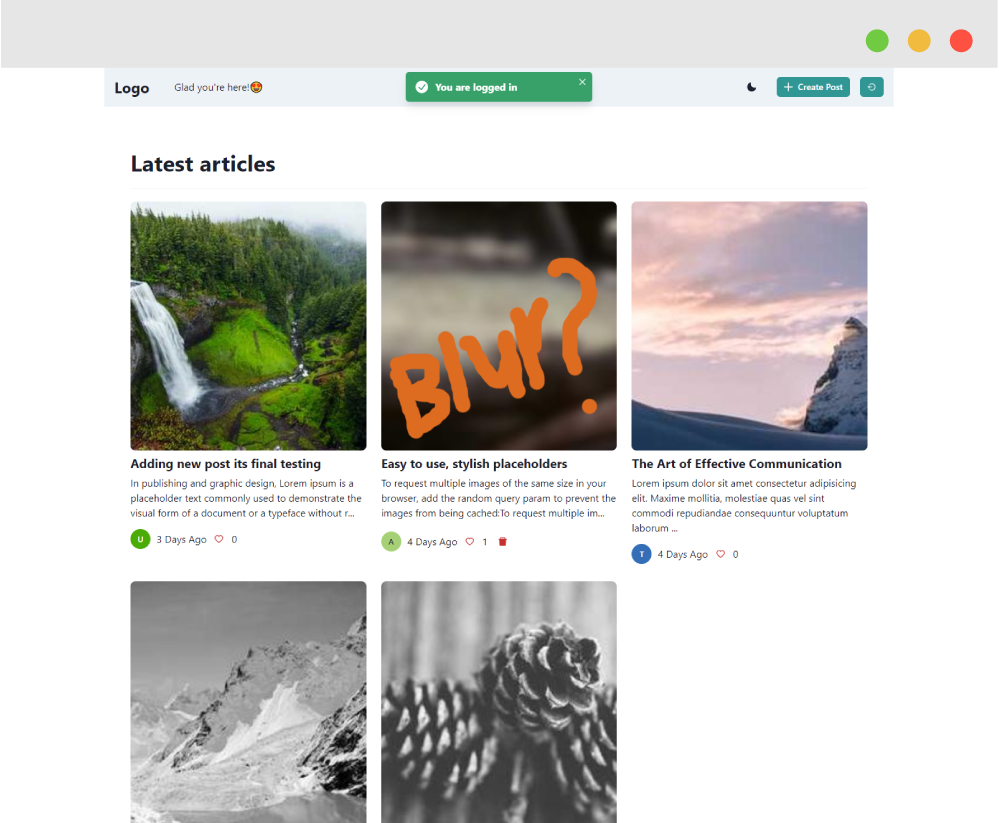 Logo
Glad you're here!🤩
You are logged in
Create Post
Latest articles
Blur?
Adding new post its final testing
In publishing and graphic design, Lorem ipsum is a
placeholder text commonly used to demonstrate the
visual form of a document or a typeface without r...
U 3 Days Ago 0
Easy to use, stylish placeholders
To request multiple images of the same size in your
browser, add the random query param to prevent the
images from being cached:To request multiple im...
A 4 Days Ago 1
The Art of Effective Communication
Lorem ipsum dolor sit amet consectetur adipisicing
elit. Maxime mollitia, molestiae quas vel sint
commodi repudiandae consequuntur voluptatum
laborum ...
T 4 Days Ago 0